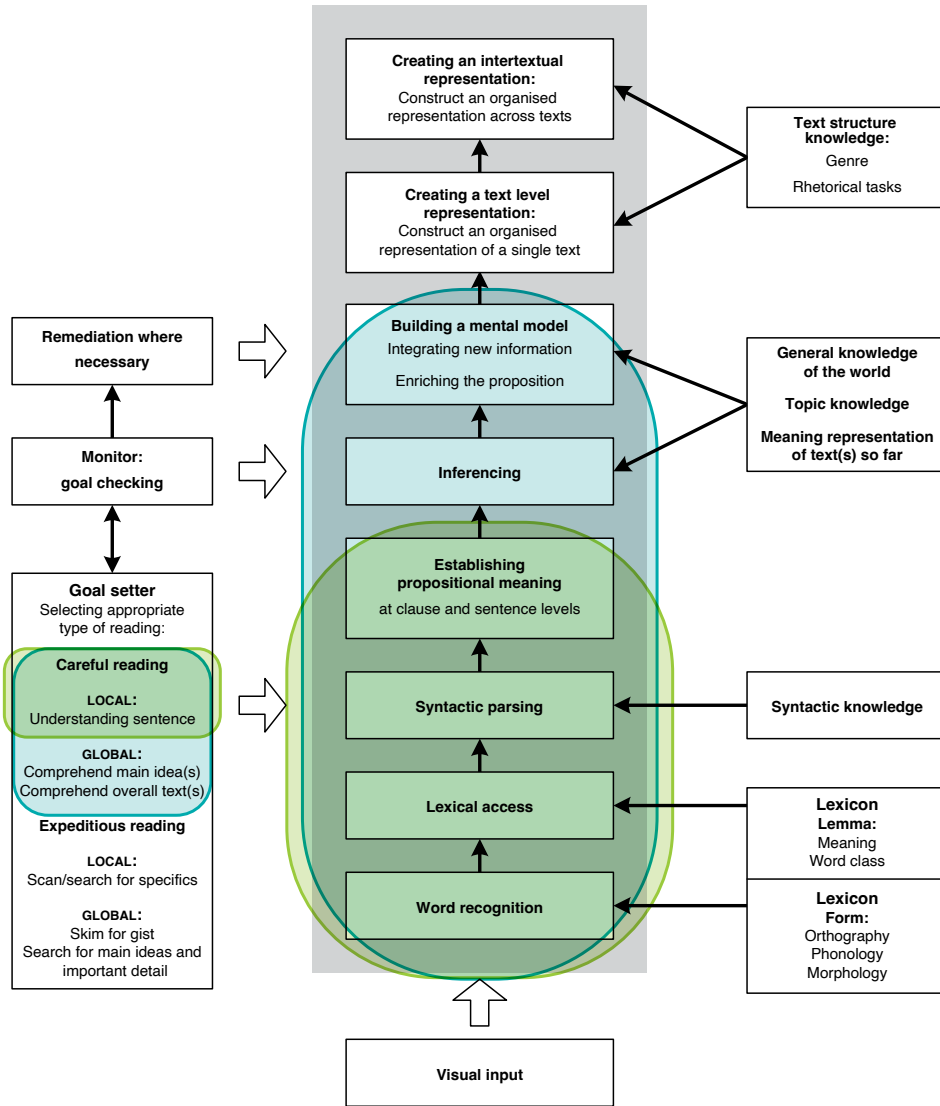 Creating an intertextual
representation:
Construct an organised
representation across texts
Creating a text level
representation:
Construct an organised
representation of a single text
Building a mental model
Integrating new information
Enriching the proposition
Inferencing
Establishing
propositional meaning
at clause and sentence levels
Syntactic parsing
Lexical access
Word recognition
Visual input
Remediation where
necessary
Monitor:
goal checking
Goal setter
Selecting appropriate
type of reading:
Careful reading
LOCAL:
Understanding sentence
GLOBAL:
Comprehend main idea(s)
Comprehend overall text(s)
Expeditious reading
LOCAL:
Scan/search for specifics
GLOBAL:
Skim for gist
Search for main ideas and
important detail
Text structure
knowledge:
Genre
Rhetorical tasks
General knowledge
of the world
Topic knowledge
Meaning representation
of text(s) so far
Syntactic knowledge
Lexicon
Lemma:
Meaning
Word class
Lexicon
Form:
Orthography
Phonology
Morphology